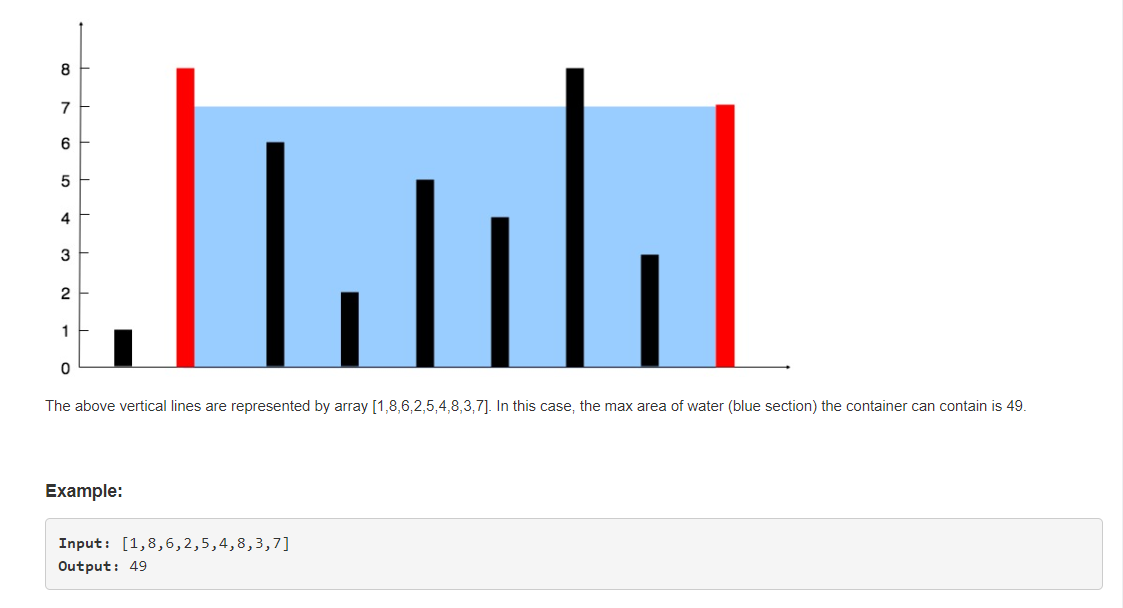 8
7
6
5
4
3
2
1
0
The above vertical lines are represented by array [1,8,6,2,5,4,8,3,7]. In this case, the max area of water (blue section) the container can contain is 49.
Example:
Input: [1,8,6,2,5,4,8,3,7]
Output: 49